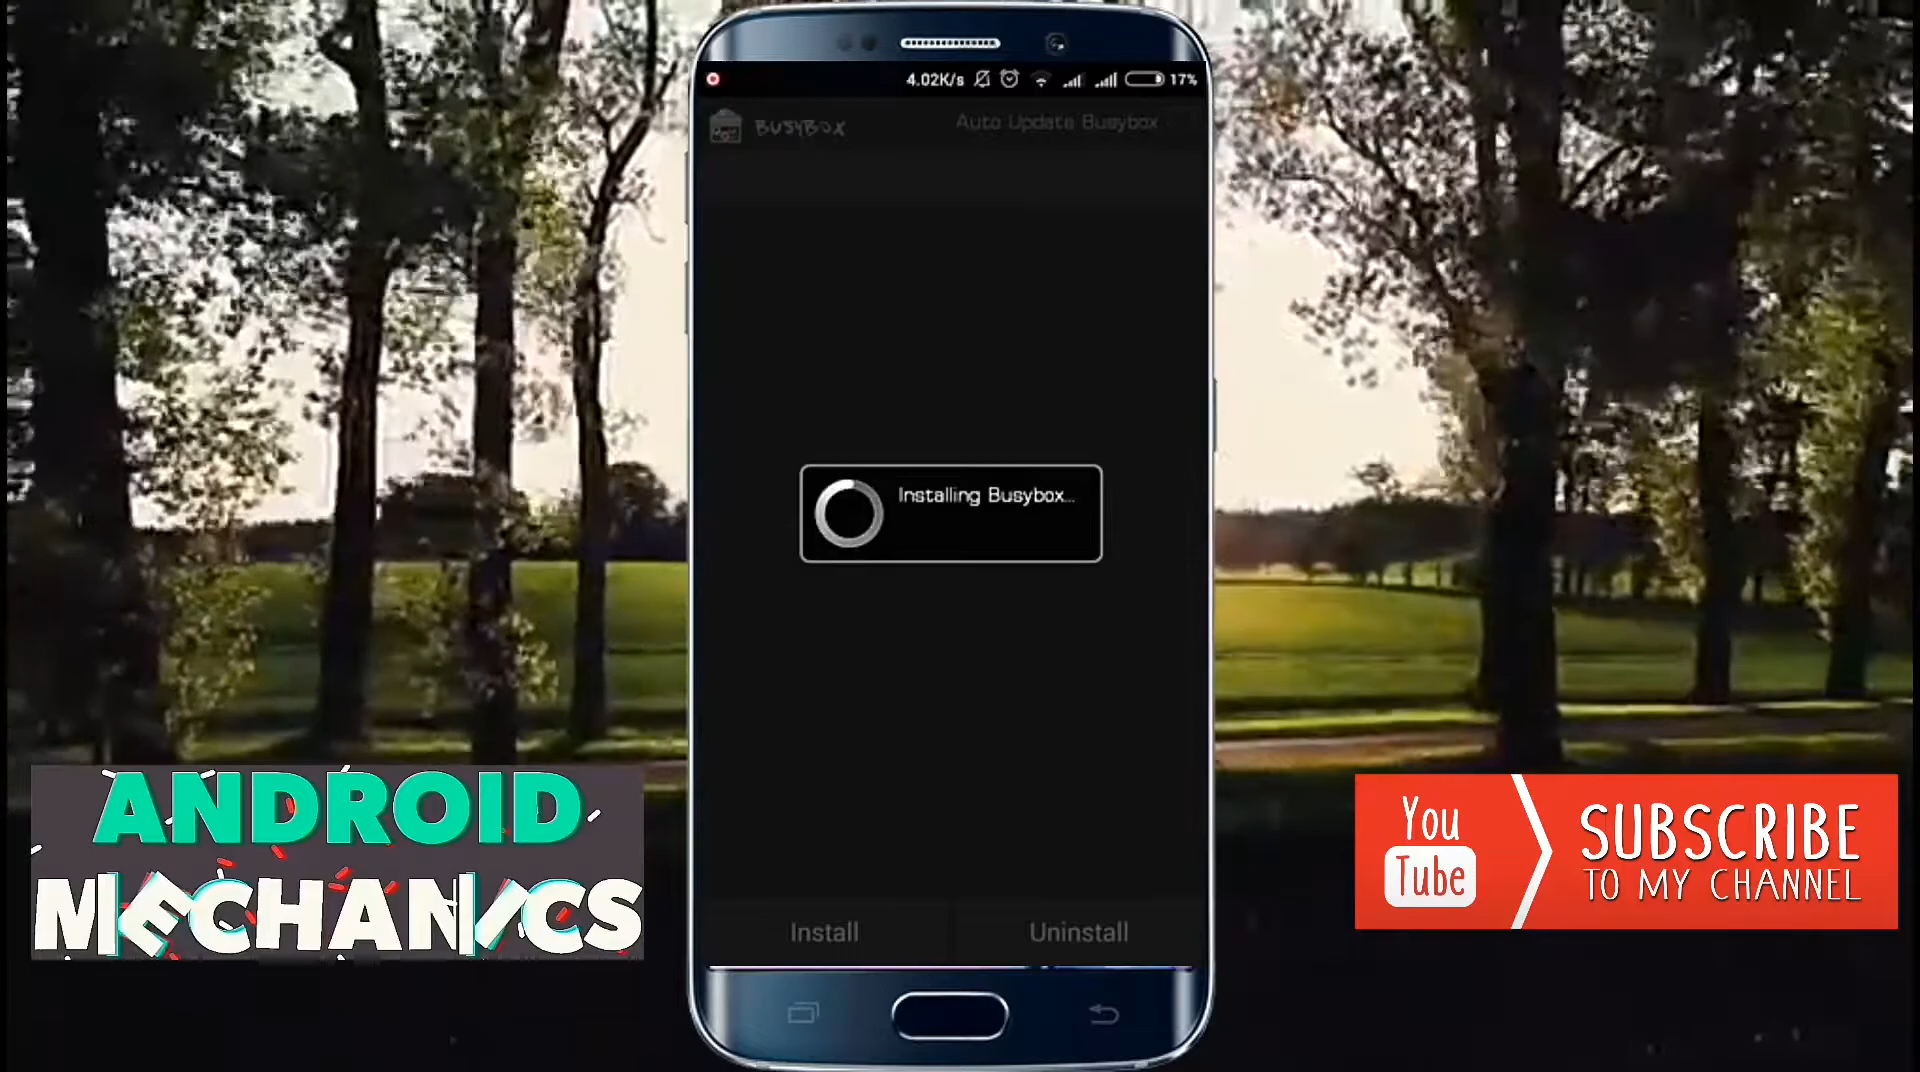 4.02K/s 17%
BUSYBOX
Auto Update Busybox
Installing Busybox...
Install
Uninstall
ANDROID
MECHANICS
You
Tube
SUBSCRIBE
TO MY CHANNEL